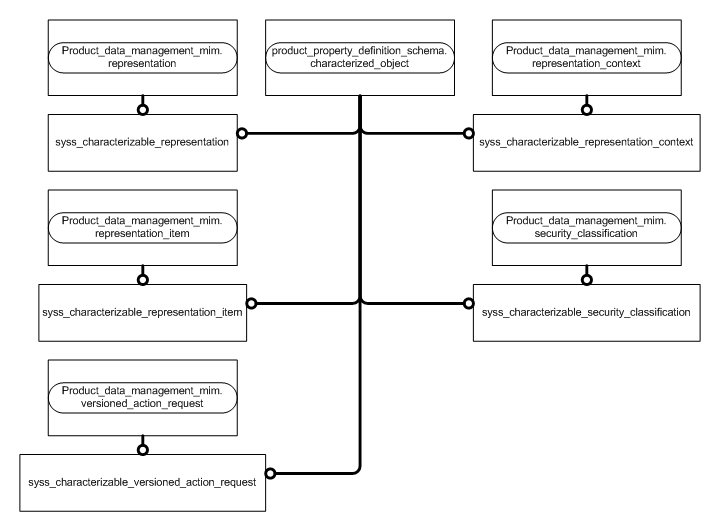 Product_data_management_mim.
representation
product_property_definition_schema.
characterized_object
Product_data_management_mim.
representation_context
syss_characterizable_representation
syss_characterizable_representation_context
Product_data_management_mim.
representation_item
Product_data_management_mim.
security_classification
syss_characterizable_representation_item
syss_characterizable_security_classification
Product_data_management_mim.
versioned_action_request
syss_characterizable_versioned_action_request